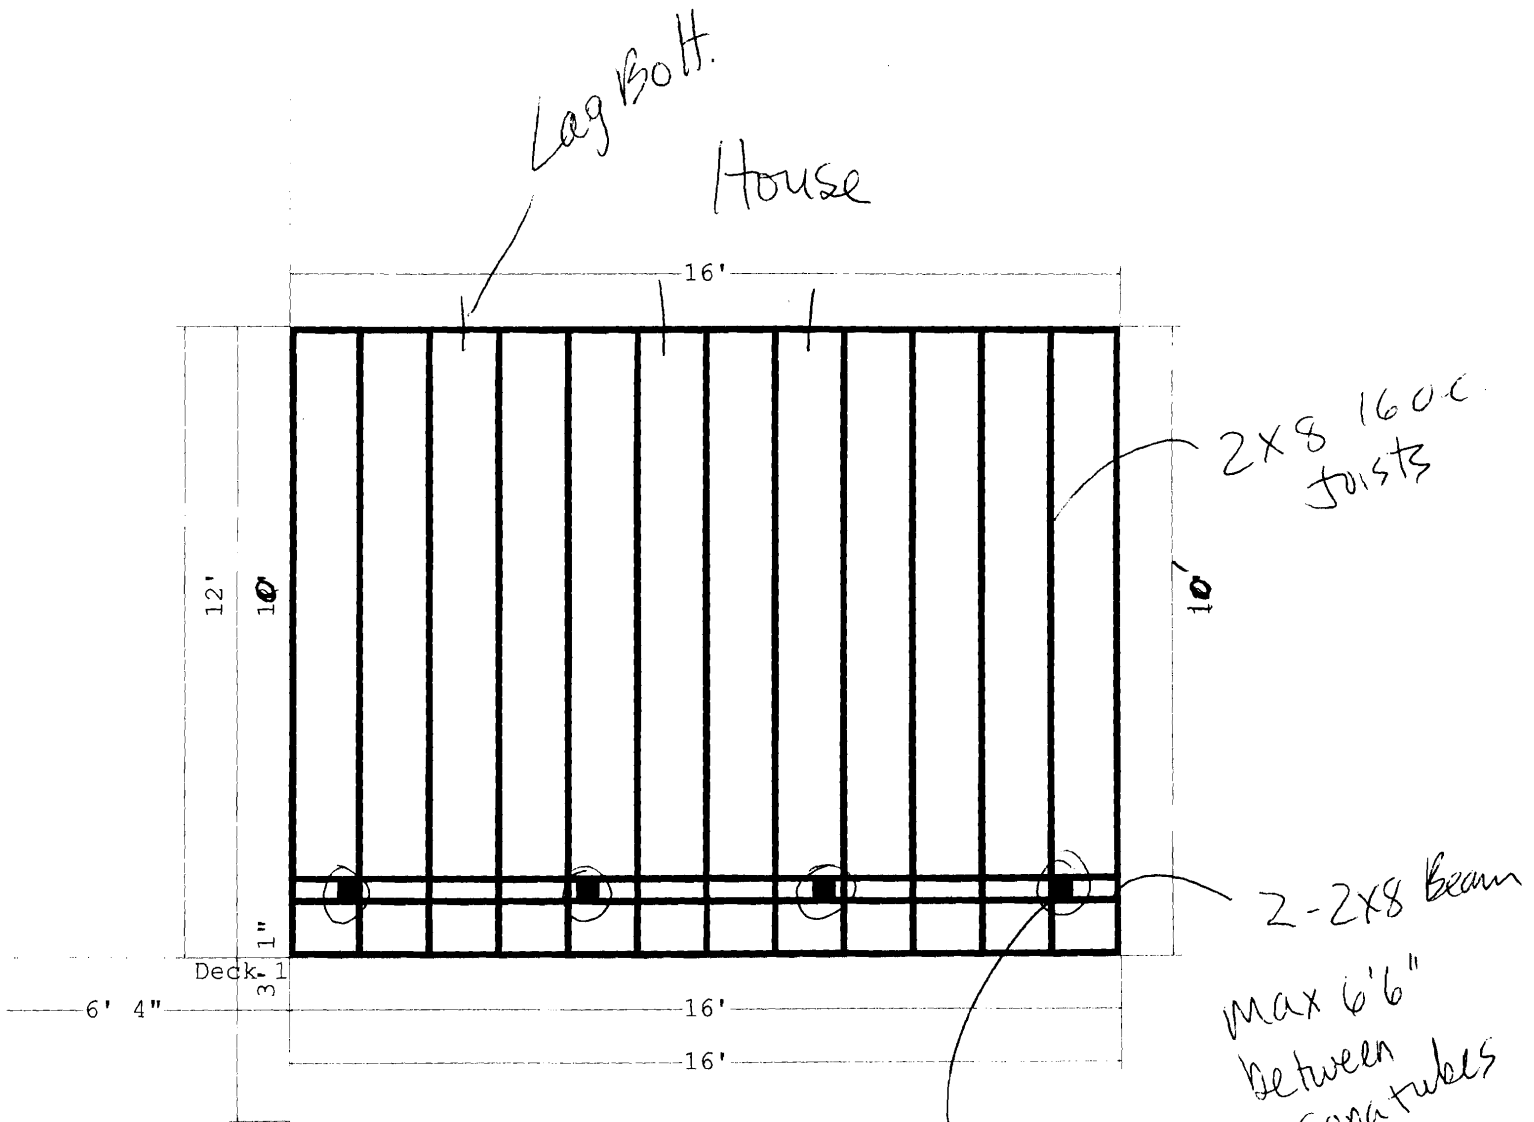 Lag Bolt.
House
16'
2x8 16 o.c.
Joists
12'
10'
10'
2-2x8 Beam
1"
Deck-1
3
6' 4"
16'
16'
max 6'6"
between
sonatubes